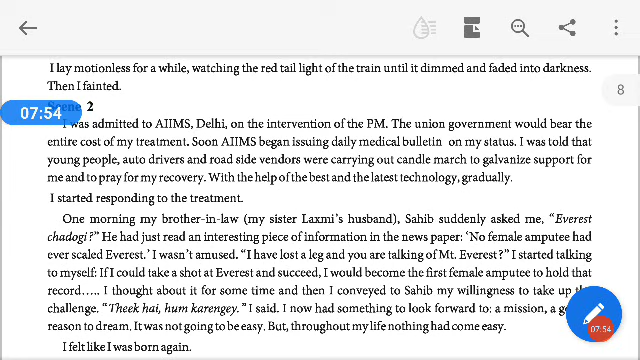 I lay motionless for a while, watching the red tail light of the train until it dimmed and faded into darkness.
Then I fainted.
8
07:54
2
I was admitted to AIIMS, Delhi, on the intervention of the PM. The union government would bear the
entire cost of my treatment. Soon AIIMS began issuing daily medical bulletin on my status. I was told that
young people, auto drivers and road side vendors were carrying out candle march to galvanize support for
me and to pray for my recovery. With the help of the best and the latest technology, gradually.
I started responding to the treatment.
One morning my brother-in-law (my sister Laxmi's husband), Sahib suddenly asked me, "Everest
chadogi?" He had just read an interesting piece of information in the news paper: 'No female amputee had
ever scaled Everest.' I wasn't amused. "I have lost a leg and you are talking of Mt. Everest?" I started talking
to myself: If I could take a shot at Everest and succeed, I would become the first female amputee to hold that
record..... I thought about it for some time and then I conveyed to Sahib my willingness to take up the
challenge. "Theek hai, hum karengey." I said. I now had something to look forward to: a mission, a
reason to dream. It was not going to be easy. But, throughout my life nothing had come easy.
07:54
I felt like I was born again.